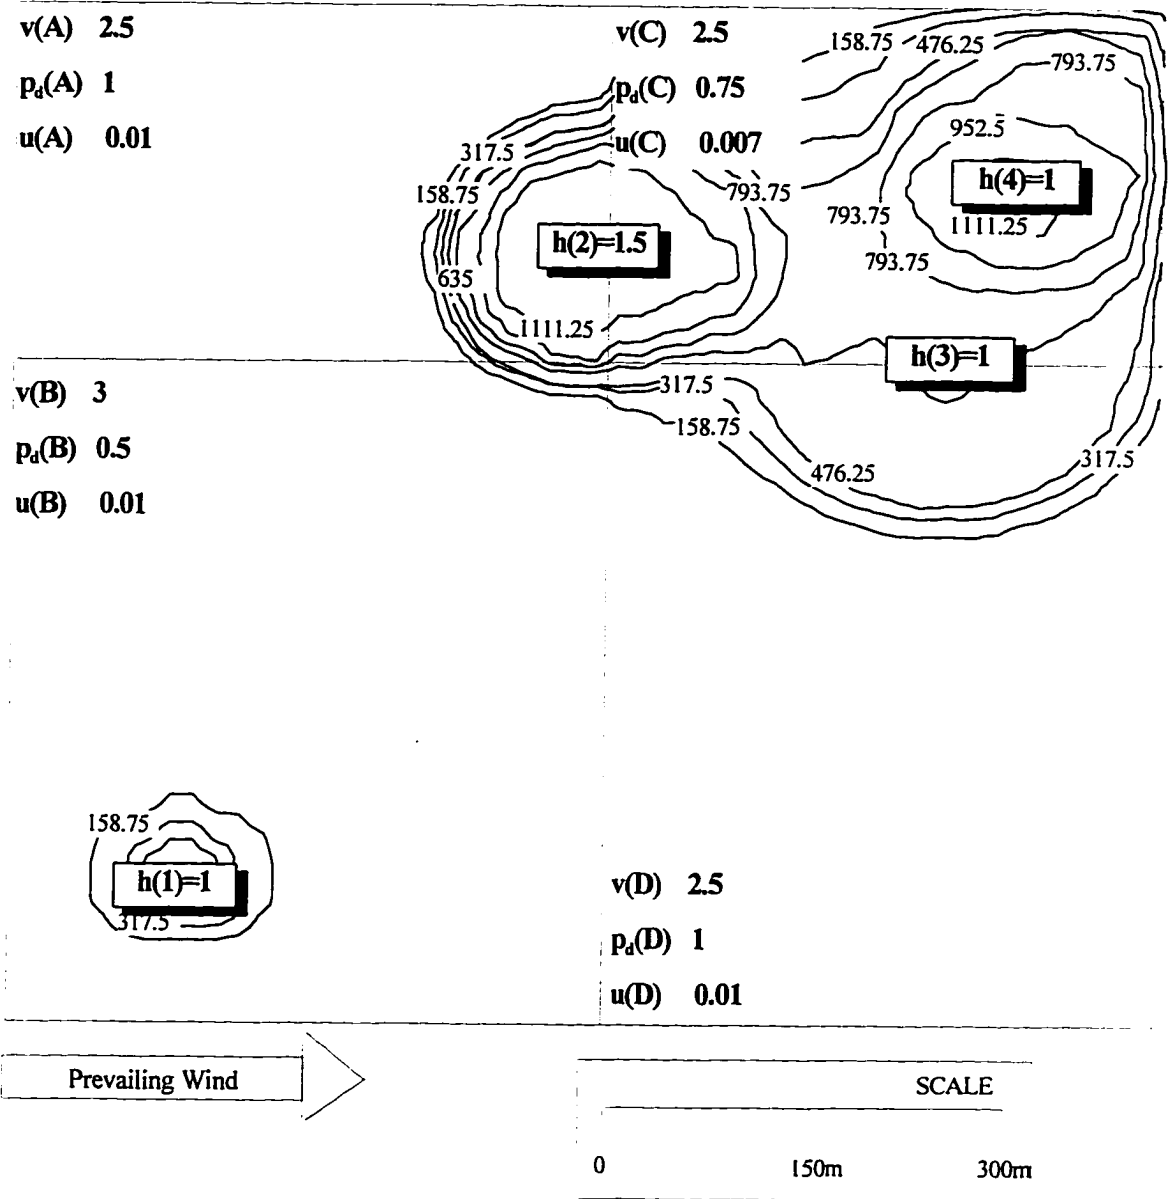 v(A) 2.5
p_d(A) 1
u(A) 0.01
v(C) 2.5
p_d(C) 0.75
u(C) 0.007
158.75
476.25
793.75
952.5
h(4)=1
1111.25
793.75
793.75
793.75
317.5
158.75
h(2)=1.5
635
1111.25
h(3)=1
317.5
158.75
476.25
317.5
v(B) 3
p_d(B) 0.5
u(B) 0.01
158.75
h(1)=1
317.5
v(D) 2.5
p_d(D) 1
u(D) 0.01
Prevailing Wind
SCALE
0 150m 300m